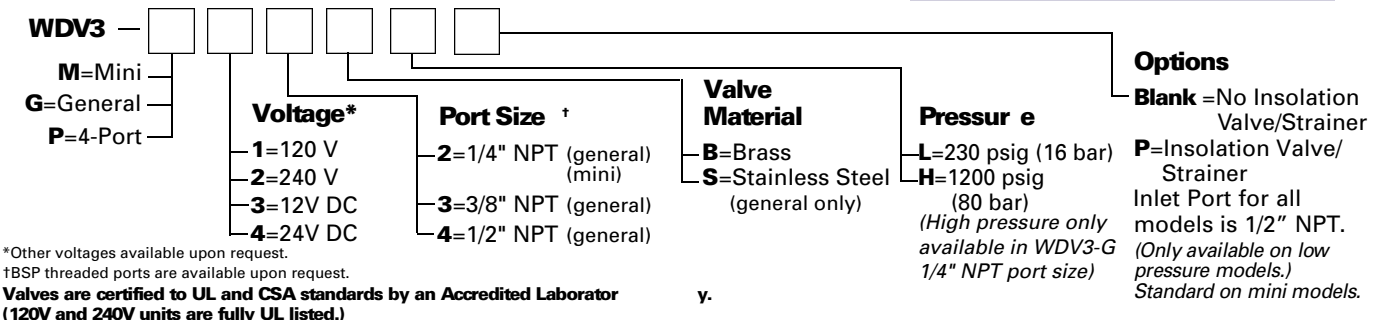 WDV3
M=Mini
G=General
P=4-Port
Voltage*
1=120 V
2=240 V
3=12V DC
4=24V DC
Port Size †
2=1/4" NPT (general)
(mini)
3=3/8" NPT (general)
4=1/2" NPT (general)
Valve
Material
B=Brass
S=Stainless Steel
(general only)
Pressur e
L=230 psig (16 bar)
H=1200 psig
(80 bar)
(High pressure only
available in WDV3-G
1/4" NPT port size)
Options
Blank =No Insolation
Valve/Strainer
P=Insolation Valve/
Strainer
Inlet Port for all
models is 1/2” NPT.
(Only available on low
pressure models.)
Standard on mini models.
*Other voltages available upon request.
†BSP threaded ports are available upon request.
Valves are certified to UL and CSA standards by an Accredited Laborator y.
(120V and 240V units are fully UL listed.)